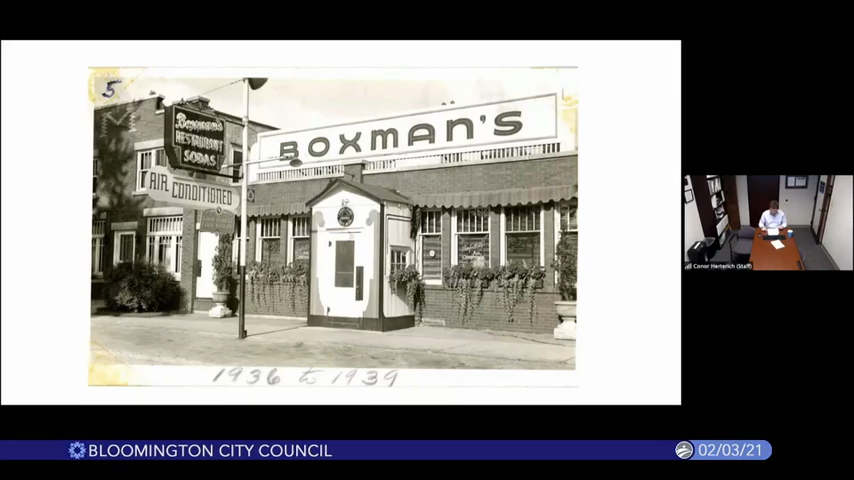 5
Boxman's
RESTAURANT
SODAS
AIR CONDITIONED
BOXMAN'S
1936 to 1939
Conor Herterich (Staff)
BLOOMINGTON CITY COUNCIL
02/03/21